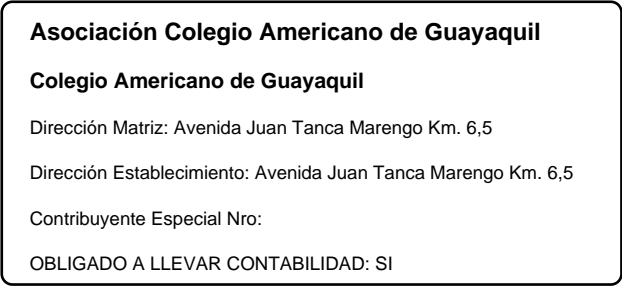 Asociación Colegio Americano de Guayaquil
Colegio Americano de Guayaquil
Dirección Matriz: Avenida Juan Tanca Marengo Km. 6,5
Dirección Establecimiento: Avenida Juan Tanca Marengo Km. 6,5
Contribuyente Especial Nro:
OBLIGADO A LLEVAR CONTABILIDAD: SI